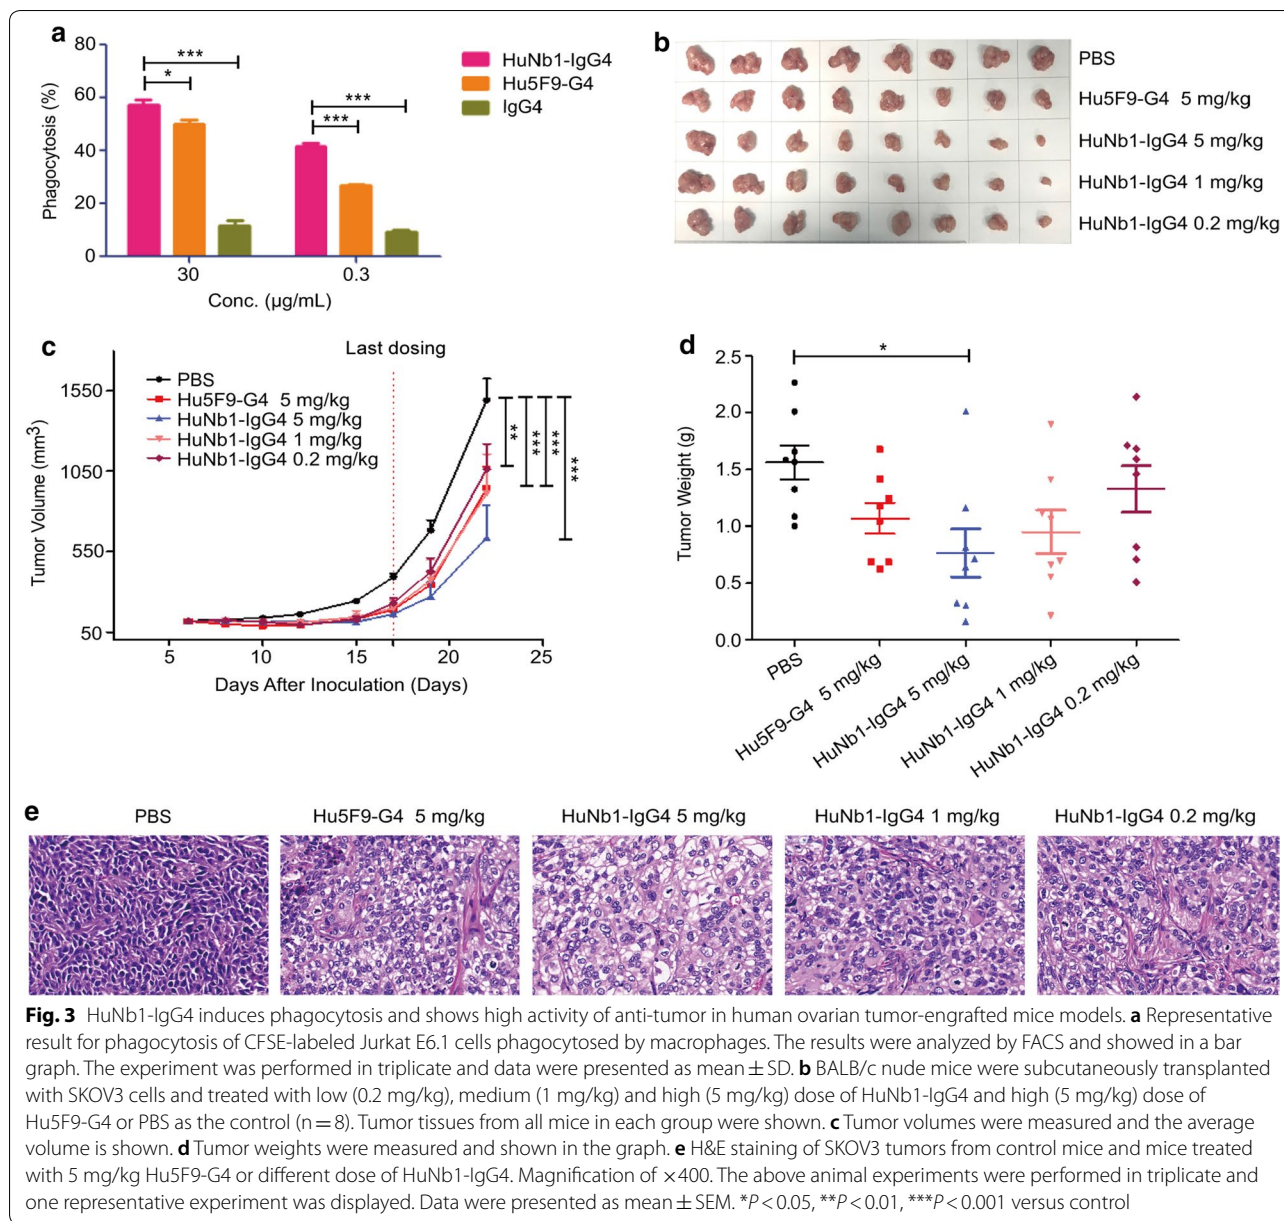 a
80
60
40
20
0
Phagocytosis (%)
***
*
***
***
30
0.3
Conc. (µg/mL)
HuNb1-IgG4
Hu5F9-G4
IgG4
b
PBS
Hu5F9-G4 5 mg/kg
HuNb1-IgG4 5 mg/kg
HuNb1-IgG4 1 mg/kg
HuNb1-IgG4 0.2 mg/kg
c
Last dosing
1550
1050
550
50
Tumor Volume (mm³)
PBS
Hu5F9-G4 5 mg/kg
HuNb1-IgG4 5 mg/kg
HuNb1-IgG4 1 mg/kg
HuNb1-IgG4 0.2 mg/kg
**
***
***
***
5
10
15
20
25
Days After Inoculation (Days)
d
*
2.5
2.0
1.5
1.0
0.5
0.0
Tumor Weight (g)
PBS
Hu5F9-G4 5 mg/kg
HuNb1-IgG4 5 mg/kg
HuNb1-IgG4 1 mg/kg
HuNb1-IgG4 0.2 mg/kg
e
PBS
Hu5F9-G4 5 mg/kg
HuNb1-IgG4 5 mg/kg
HuNb1-IgG4 1 mg/kg
HuNb1-IgG4 0.2 mg/kg
Fig. 3 HuNb1-IgG4 induces phagocytosis and shows high activity of anti-tumor in human ovarian tumor-engrafted mice models. a Representative
result for phagocytosis of CFSE-labeled Jurkat E6.1 cells phagocytosed by macrophages. The results were analyzed by FACS and showed in a bar
graph. The experiment was performed in triplicate and data were presented as mean ± SD. b BALB/c nude mice were subcutaneously transplanted
with SKOV3 cells and treated with low (0.2 mg/kg), medium (1 mg/kg) and high (5 mg/kg) dose of HuNb1-IgG4 and high (5 mg/kg) dose of
Hu5F9-G4 or PBS as the control (n = 8). Tumor tissues from all mice in each group were shown. c Tumor volumes were measured and the average
volume is shown. d Tumor weights were measured and shown in the graph. e H&E staining of SKOV3 tumors from control mice and mice treated
with 5 mg/kg Hu5F9-G4 or different dose of HuNb1-IgG4. Magnification of ×400. The above animal experiments were performed in triplicate and
one representative experiment was displayed. Data were presented as mean ± SEM. *P < 0.05, **P < 0.01, ***P < 0.001 versus control